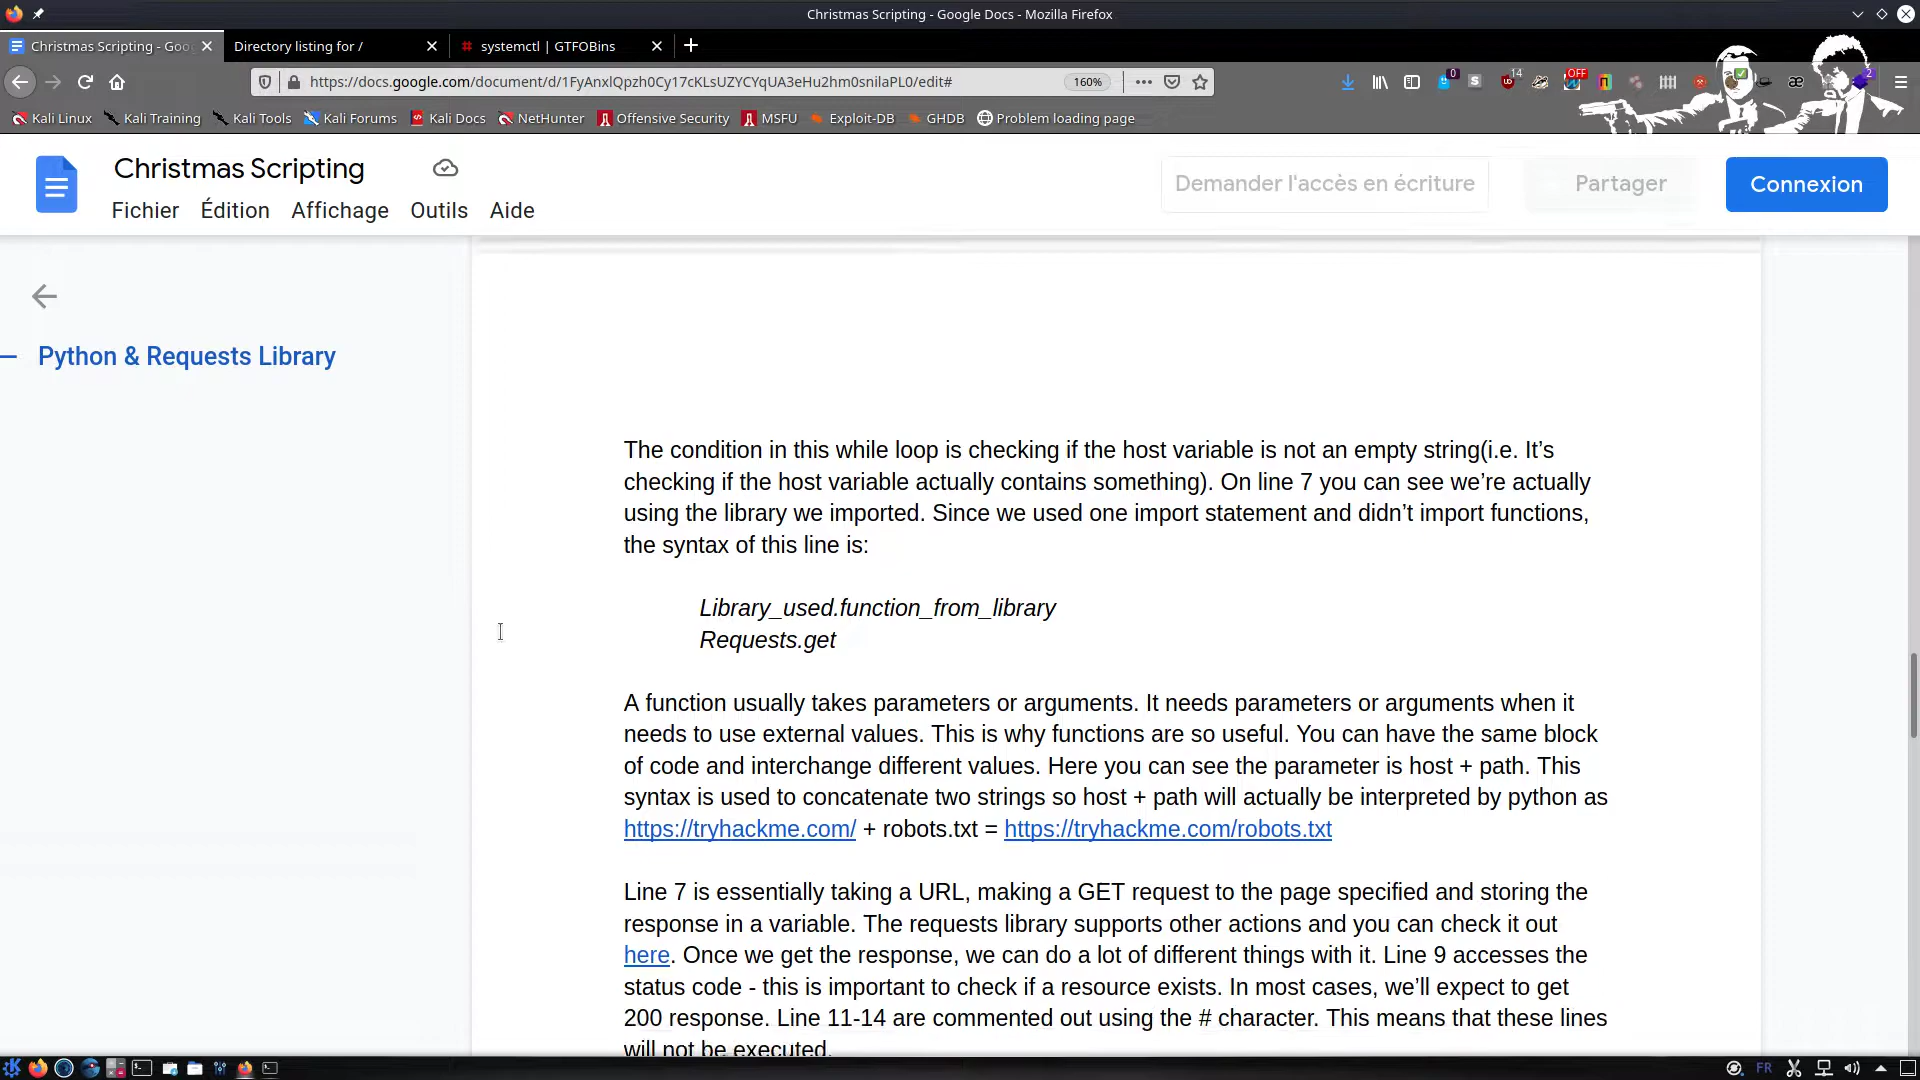 Christmas Scripting - Google Docs - Mozilla Firefox
Christmas Scripting - Goo
Directory listing for /
systemctl | GTFOBins
https://docs.google.com/document/d/1FyAnxlQpzh0Cy17cKLsUZYCYqUA3eHu2hm0snilaPL0/edit#
160%
0
14
OFF
2
Kali Linux
Kali Training
Kali Tools
Kali Forums
Kali Docs
NetHunter
Offensive Security
MSFU
Exploit-DB
GHDB
Problem loading page
Christmas Scripting
Demander l'accès en écriture
Partager
Connexion
Fichier Édition Affichage Outils Aide
Python & Requests Library
The condition in this while loop is checking if the host variable is not an empty string(i.e. It’s
checking if the host variable actually contains something). On line 7 you can see we’re actually
using the library we imported. Since we used one import statement and didn’t import functions,
the syntax of this line is:
Library_used.function_from_library
Requests.get
A function usually takes parameters or arguments. It needs parameters or arguments when it
needs to use external values. This is why functions are so useful. You can have the same block
of code and interchange different values. Here you can see the parameter is host + path. This
syntax is used to concatenate two strings so host + path will actually be interpreted by python as
https://tryhackme.com/ + robots.txt = https://tryhackme.com/robots.txt
Line 7 is essentially taking a URL, making a GET request to the page specified and storing the
response in a variable. The requests library supports other actions and you can check it out
here. Once we get the response, we can do a lot of different things with it. Line 9 accesses the
status code - this is important to check if a resource exists. In most cases, we’ll expect to get
200 response. Line 11-14 are commented out using the # character. This means that these lines
will not be executed.
FR